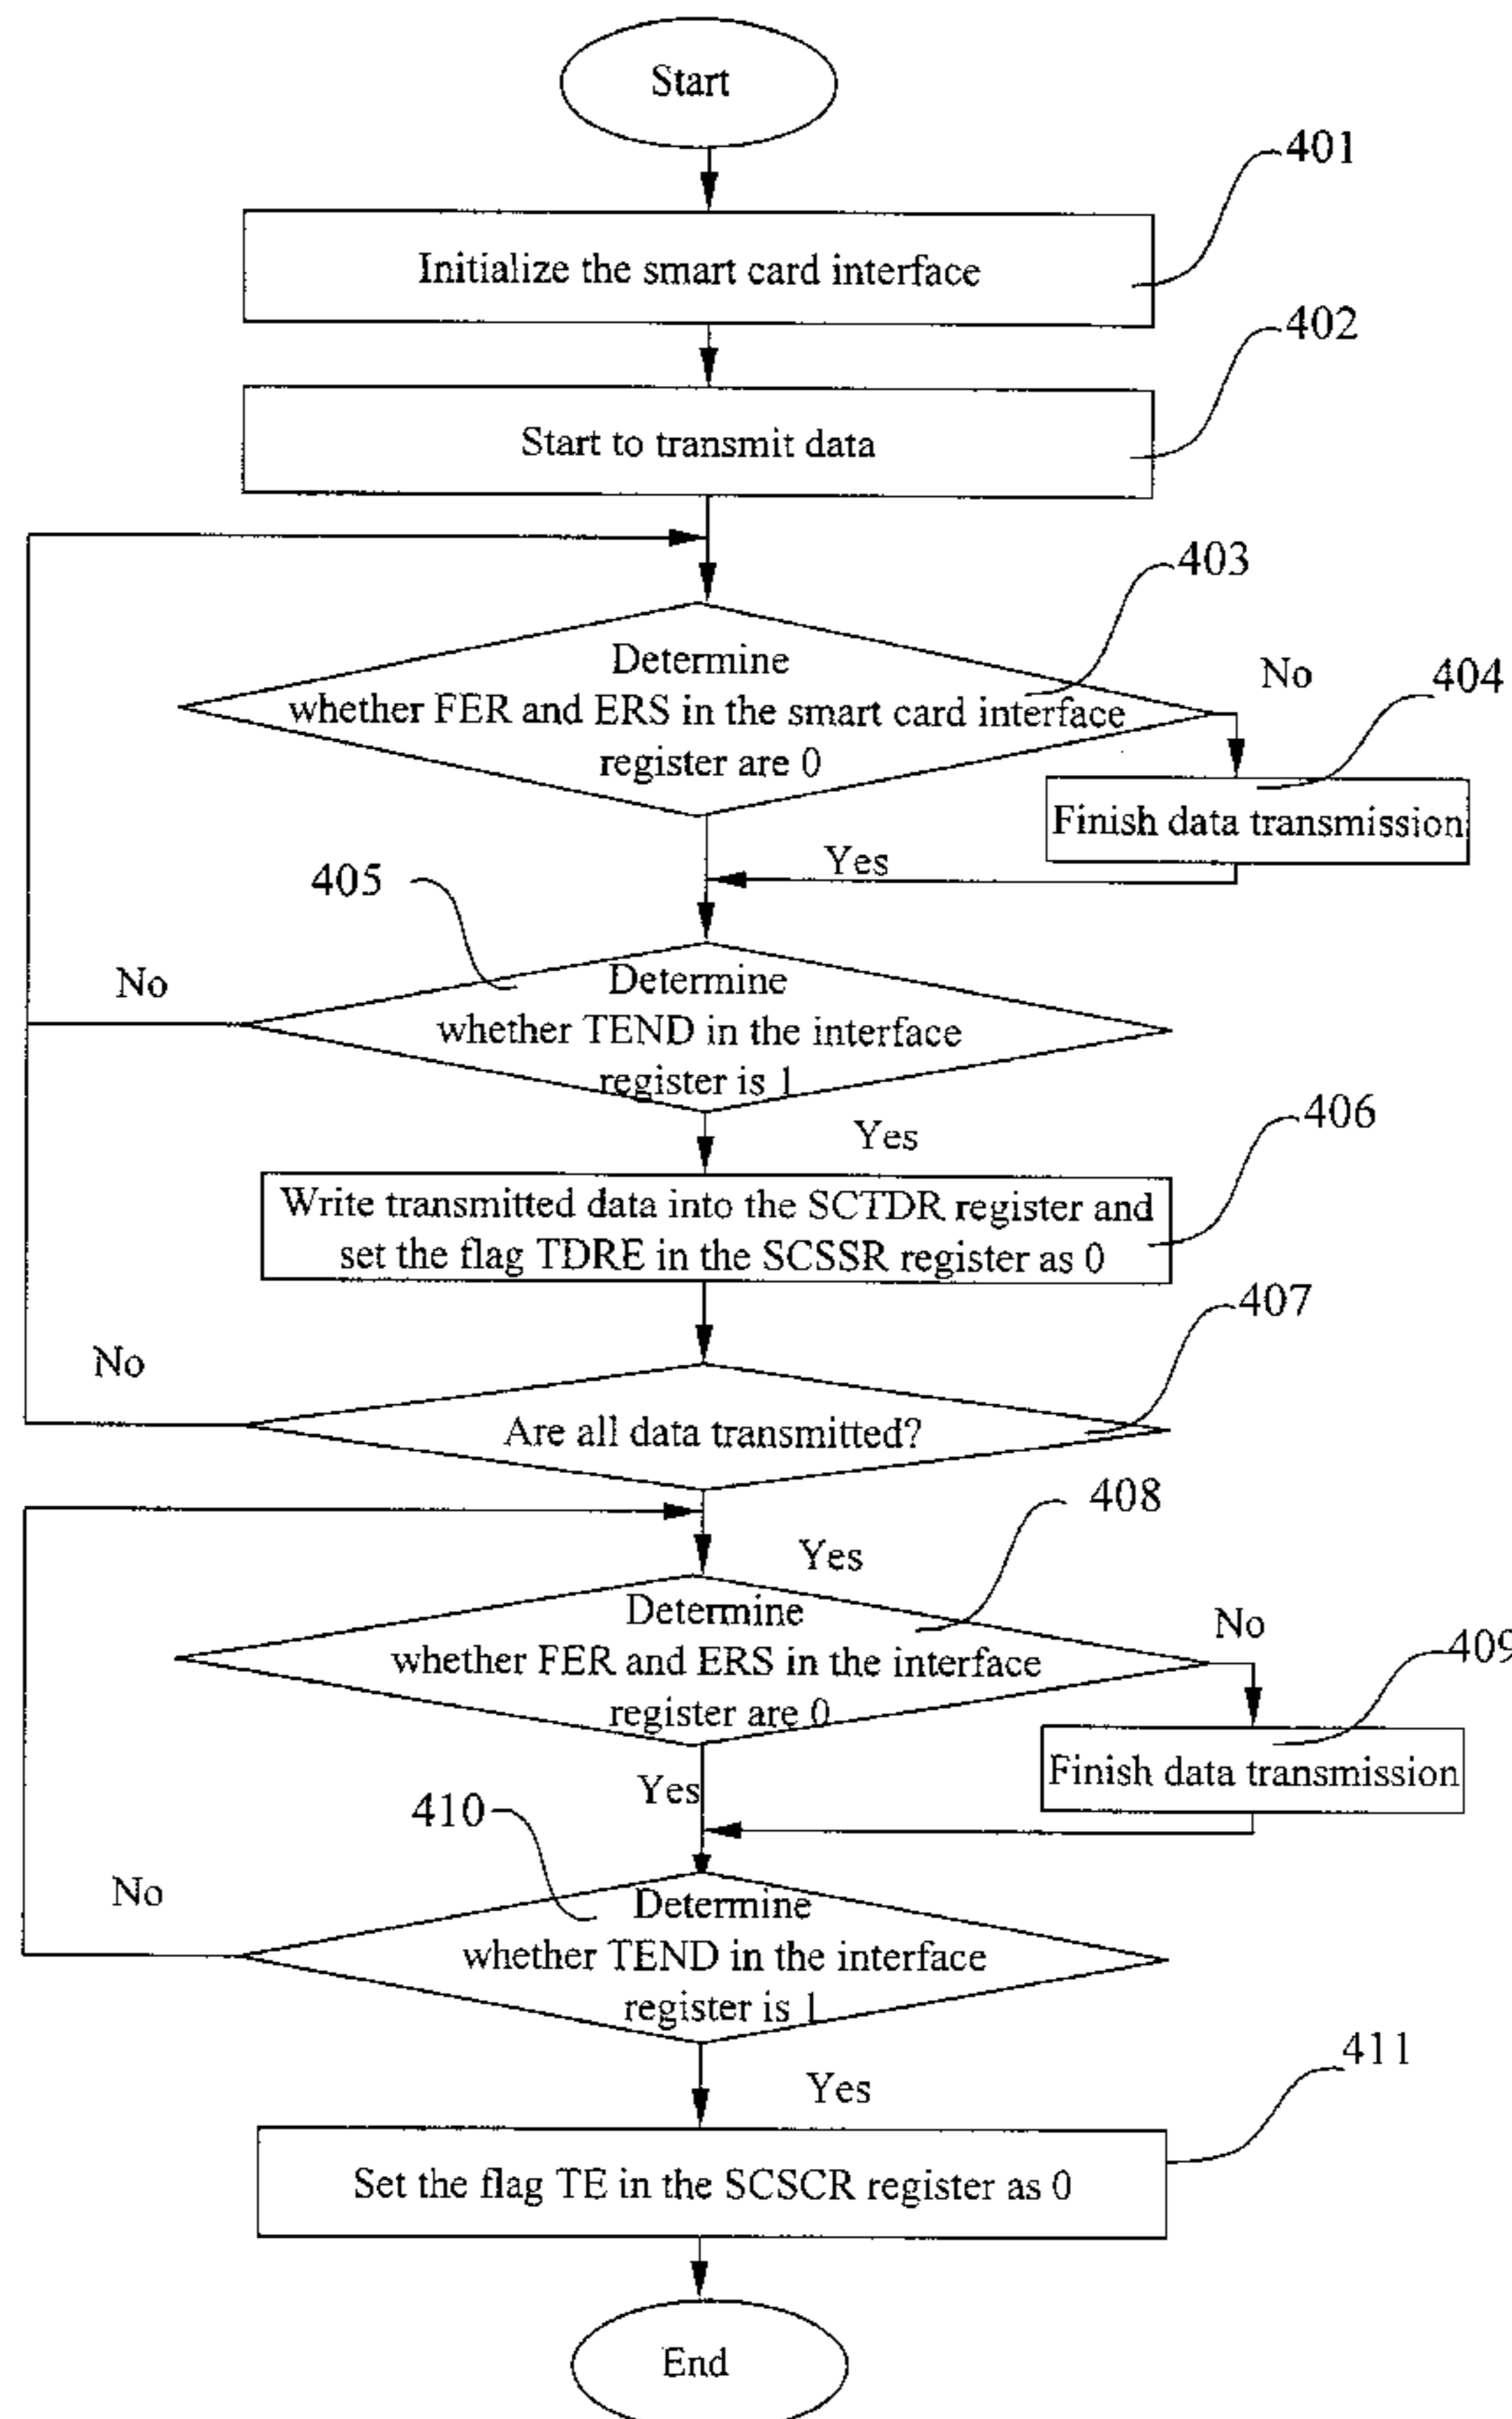 Start
401
Initialize the smart card interface
402
Start to transmit data
403
Determine
whether FER and ERS in the smart card interface
register are 0
No
404
Finish data transmission
Yes
405
No
Determine
whether TEND in the interface
register is 1
Yes
406
Write transmitted data into the SCTDR register and
set the flag TDRE in the SCSSR register as 0
407
No
Are all data transmitted?
408
Yes
Determine
whether FER and ERS in the interface
register are 0
No
409
Finish data transmission
Yes
410
No
Determine
whether TEND in the interface
register is 1
Yes
411
Set the flag TE in the SCSCR register as 0
End